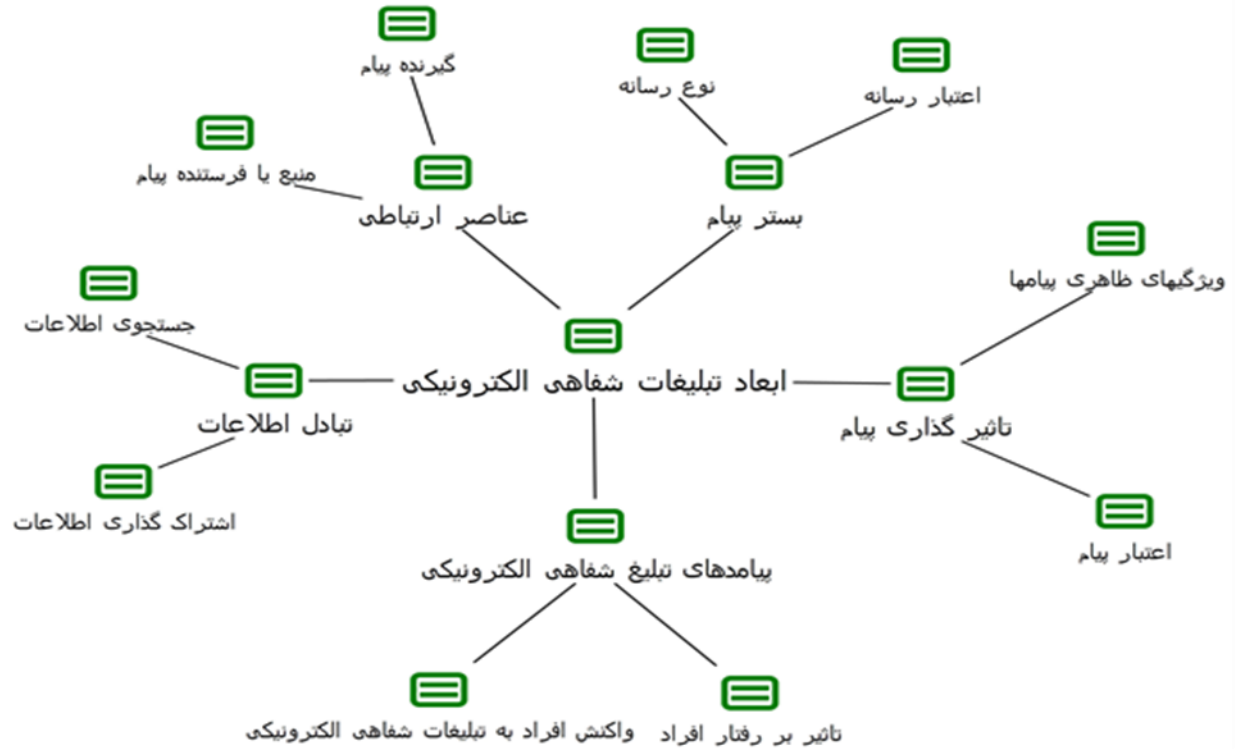 گیرنده پیام
نوع رسانه
اعتبار رسانه
منبع یا فرستنده پیام
عناصر ارتباطی
بستر پیام
ویژگیهای ظاهری پیامها
جستجوی اطلاعات
ابعاد تبلیغات شفاهی الکترونیکی
تبادل اطلاعات
تاثیر گذاری پیام
اشتراک گذاری اطلاعات
اعتبار پیام
پیامدهای تبلیغ شفاهی الکترونیکی
تاثیر بر رفتار افراد
واکنش افراد به تبلیغات شفاهی الکترونیکی